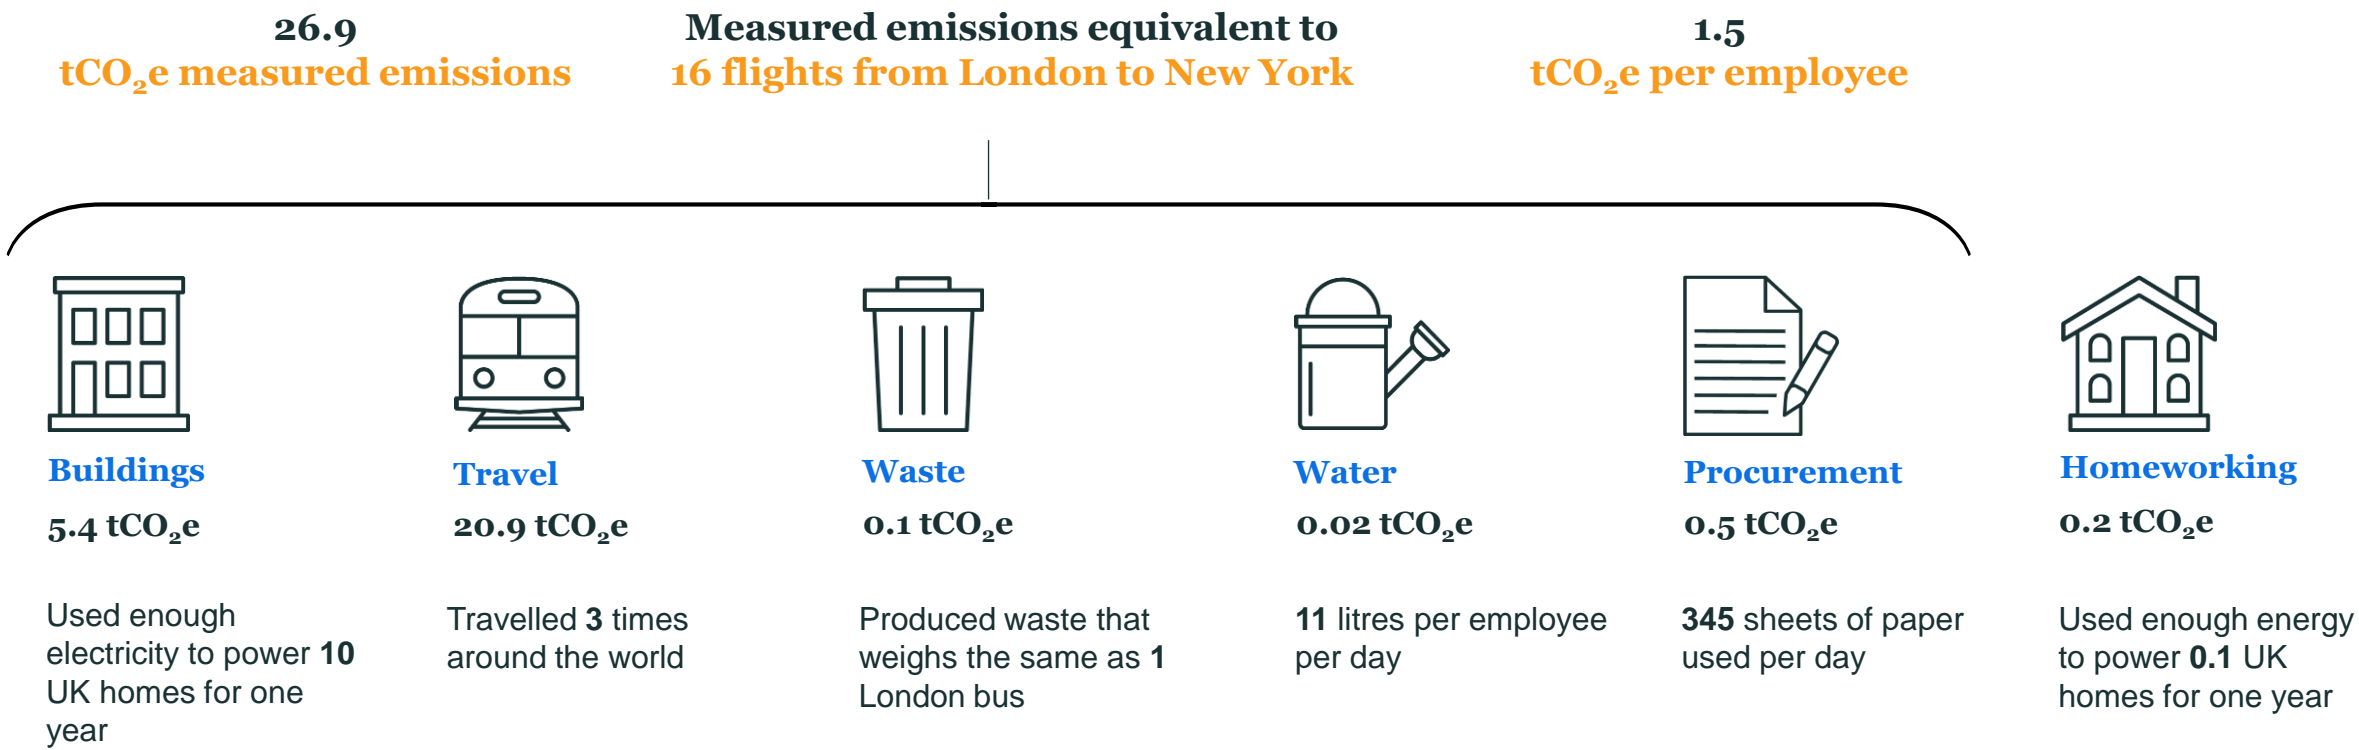 26.9
tCO₂e measured emissions
Measured emissions equivalent to
16 flights from London to New York
1.5
tCO₂e per employee
Buildings
5.4 tCO₂e
Used enough
electricity to power 10
UK homes for one
year
Travel
20.9 tCO₂e
Travelled 3 times
around the world
Waste
0.1 tCO₂e
Produced waste that
weighs the same as 1
London bus
Water
0.02 tCO₂e
11 litres per employee
per day
Procurement
0.5 tCO₂e
345 sheets of paper
used per day
Homeworking
0.2 tCO₂e
Used enough energy
to power 0.1 UK
homes for one year